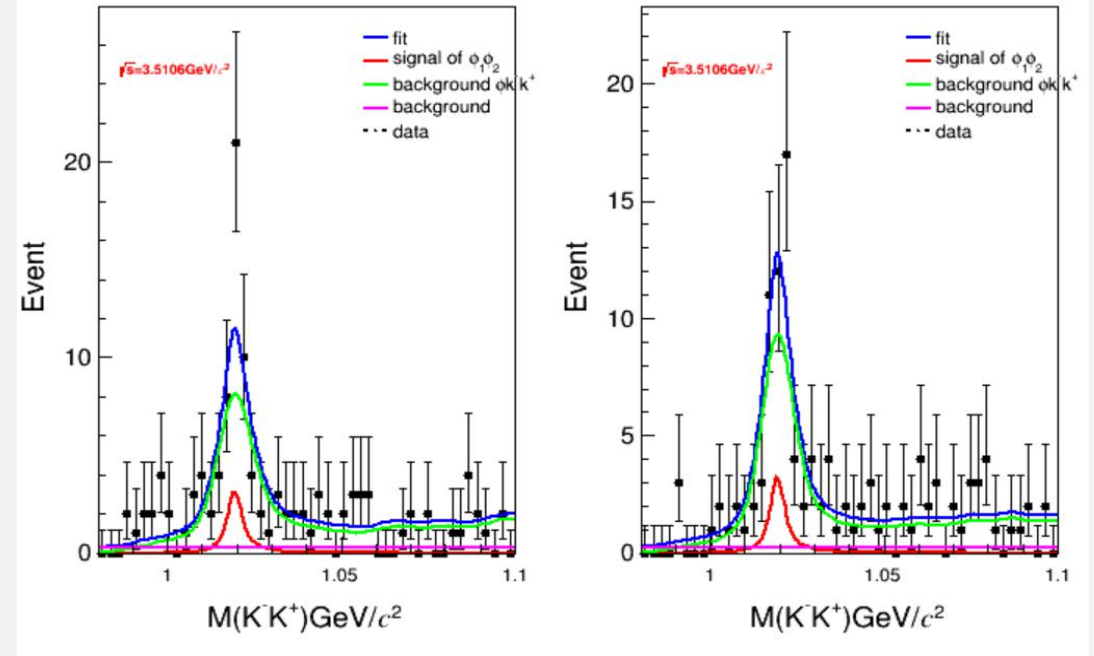 √s=3.5106GeV/c²
fit
signal of ϕ₁ϕ₂
background ϕk⁻k⁺
background
data
20
10
0
Event
1
1.05
1.1
M(K⁻K⁺)GeV/c²
√s=3.5106GeV/c²
fit
signal of ϕ₁ϕ₂
background ϕk⁻k⁺
background
data
20
15
10
5
0
Event
1
1.05
1.1
M(K⁻K⁺)GeV/c²